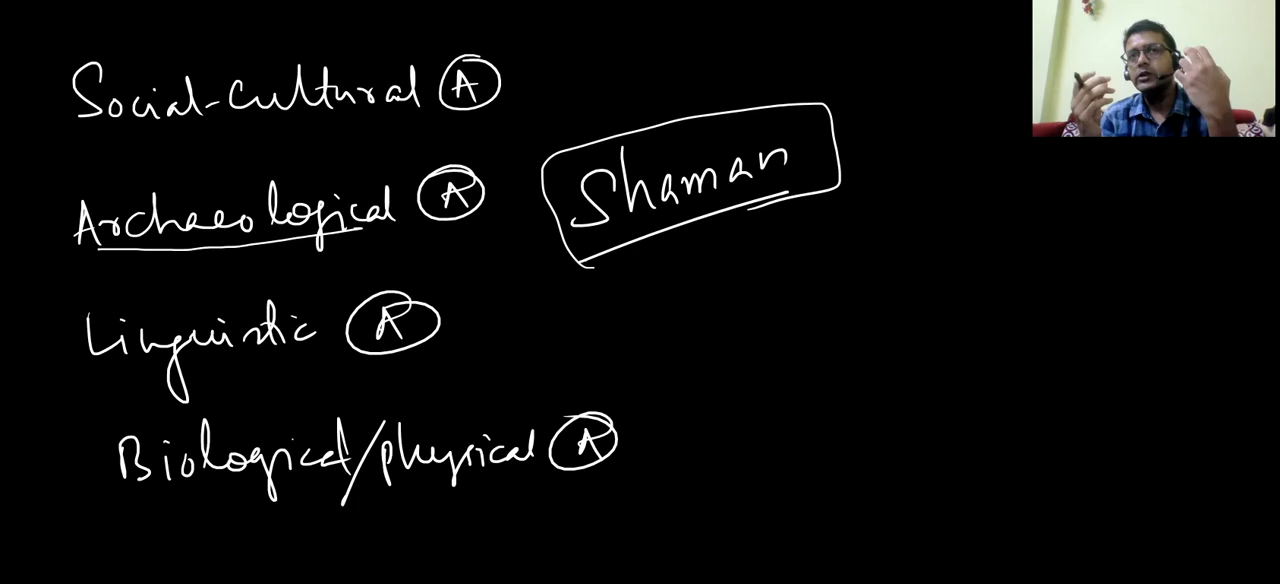 Social-Cultural A
Archaeological A
Shaman
Linguistic A
Biological/physical A